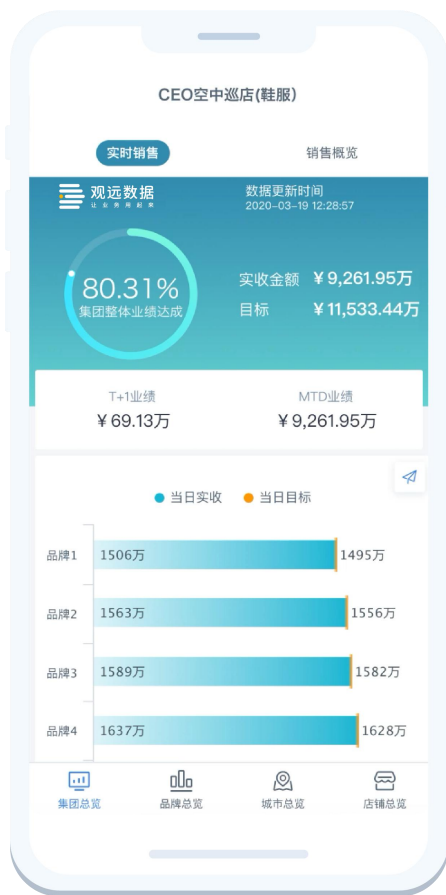 CEO空中巡店(鞋服）
实时销售
销售概览
观远数据
让业务用起来
数据更新时间
2020-03-19 12:28:57
80.31%
集团整体业绩达成
实收金额 ￥9,261.95万
目标 ￥11,533.44万
T+1业绩
￥69.13万
MTD业绩
￥9,261.95万
当日实收 当日目标
品牌1 1506万 1495万
品牌2 1563万 1556万
品牌3 1589万 1582万
品牌4 1637万 1628万
集团总览 品牌总览 城市总览 店铺总览